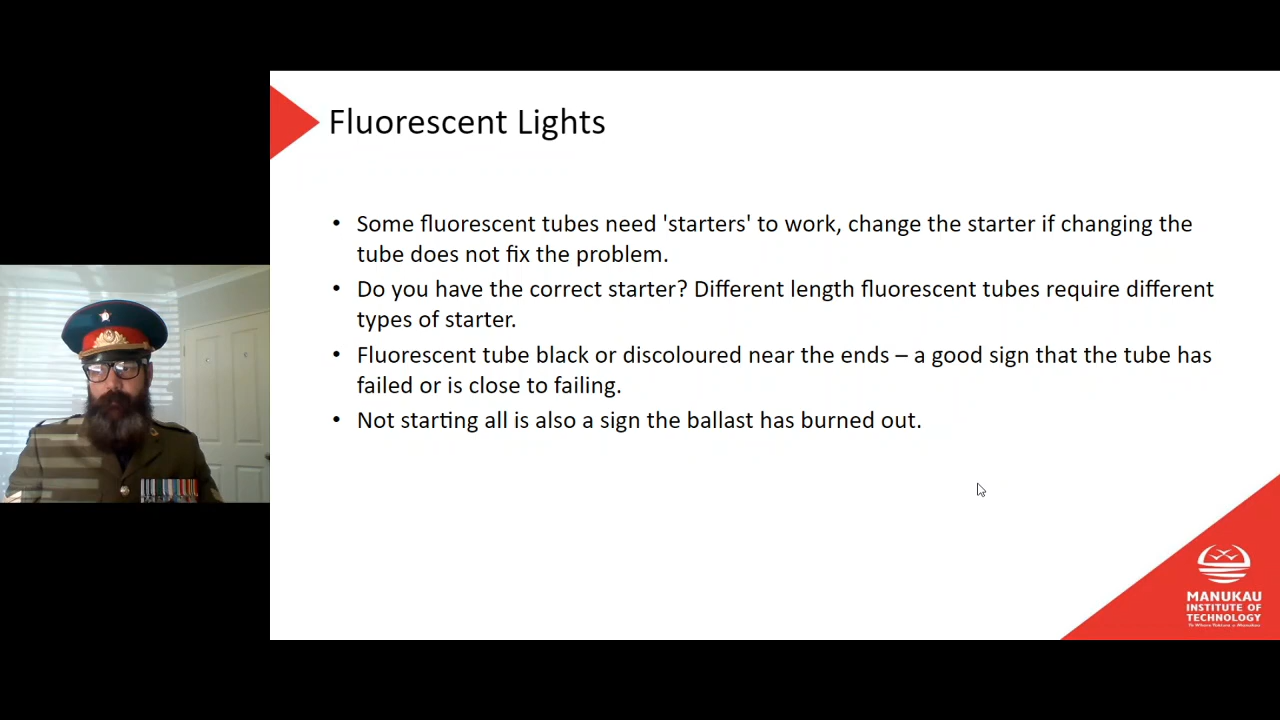 Fluorescent Lights
• Some fluorescent tubes need 'starters' to work, change the starter if changing the
tube does not fix the problem.
• Do you have the correct starter? Different length fluorescent tubes require different
types of starter.
• Fluorescent tube black or discoloured near the ends – a good sign that the tube has
failed or is close to failing.
• Not starting all is also a sign the ballast has burned out.
MANUKAU
INSTITUTE OF
TECHNOLOGY